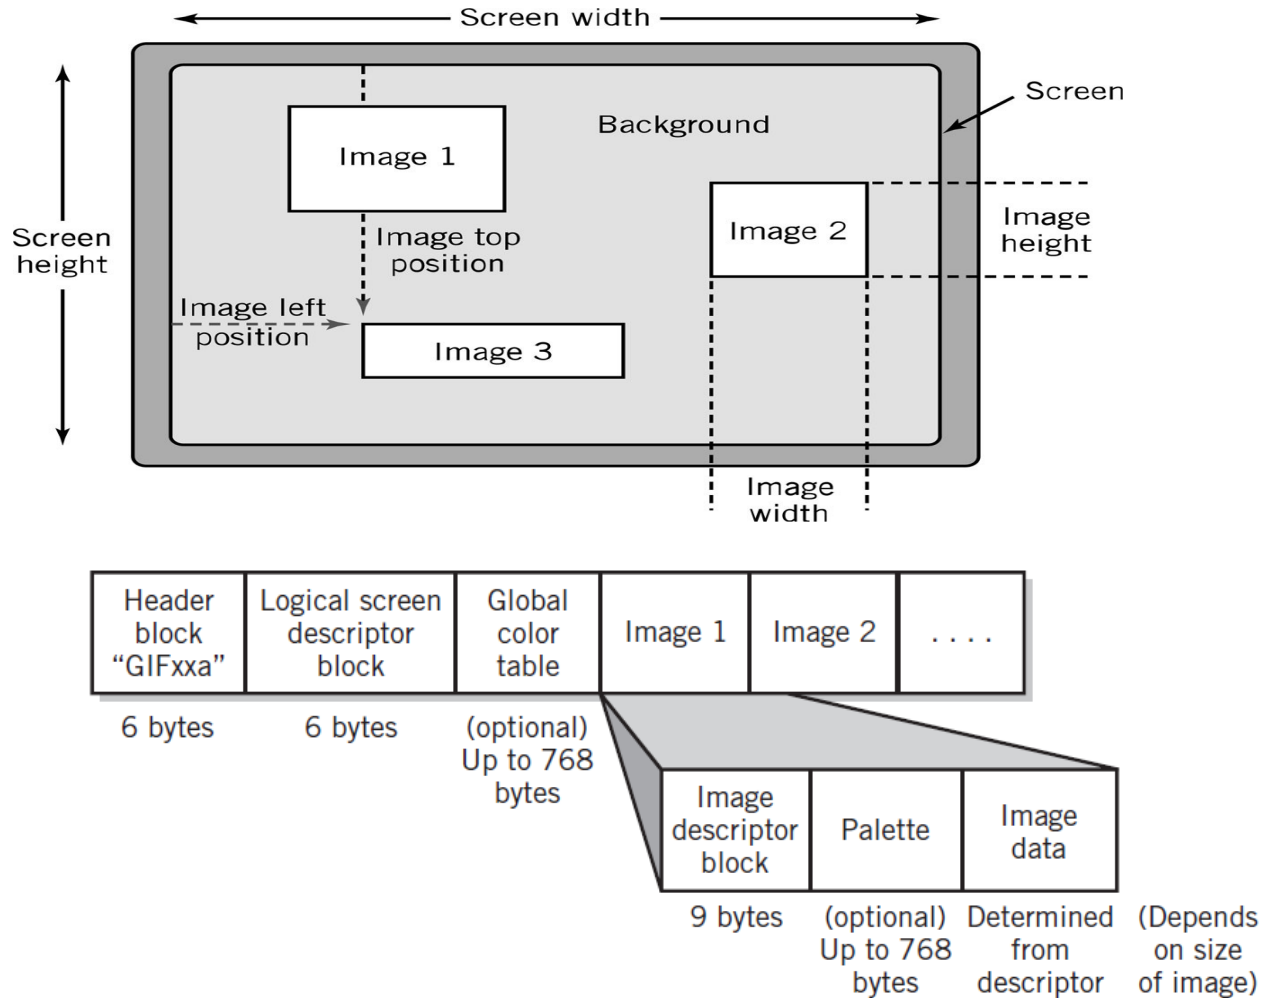 Screen width
Screen
Background
Image 1
Image 2
Image
height
Screen
height
Image top
position
Image left
position
Image 3
Image
width
Header
block
“GIFxxa”
Logical screen
descriptor
block
Global
color
table
Image 1
Image 2
. . . .
6 bytes
6 bytes
(optional)
Up to 768
bytes
Image
descriptor
block
Palette
Image
data
9 bytes
(optional)
Up to 768
bytes
Determined
from
descriptor
(Depends
on size
of image)